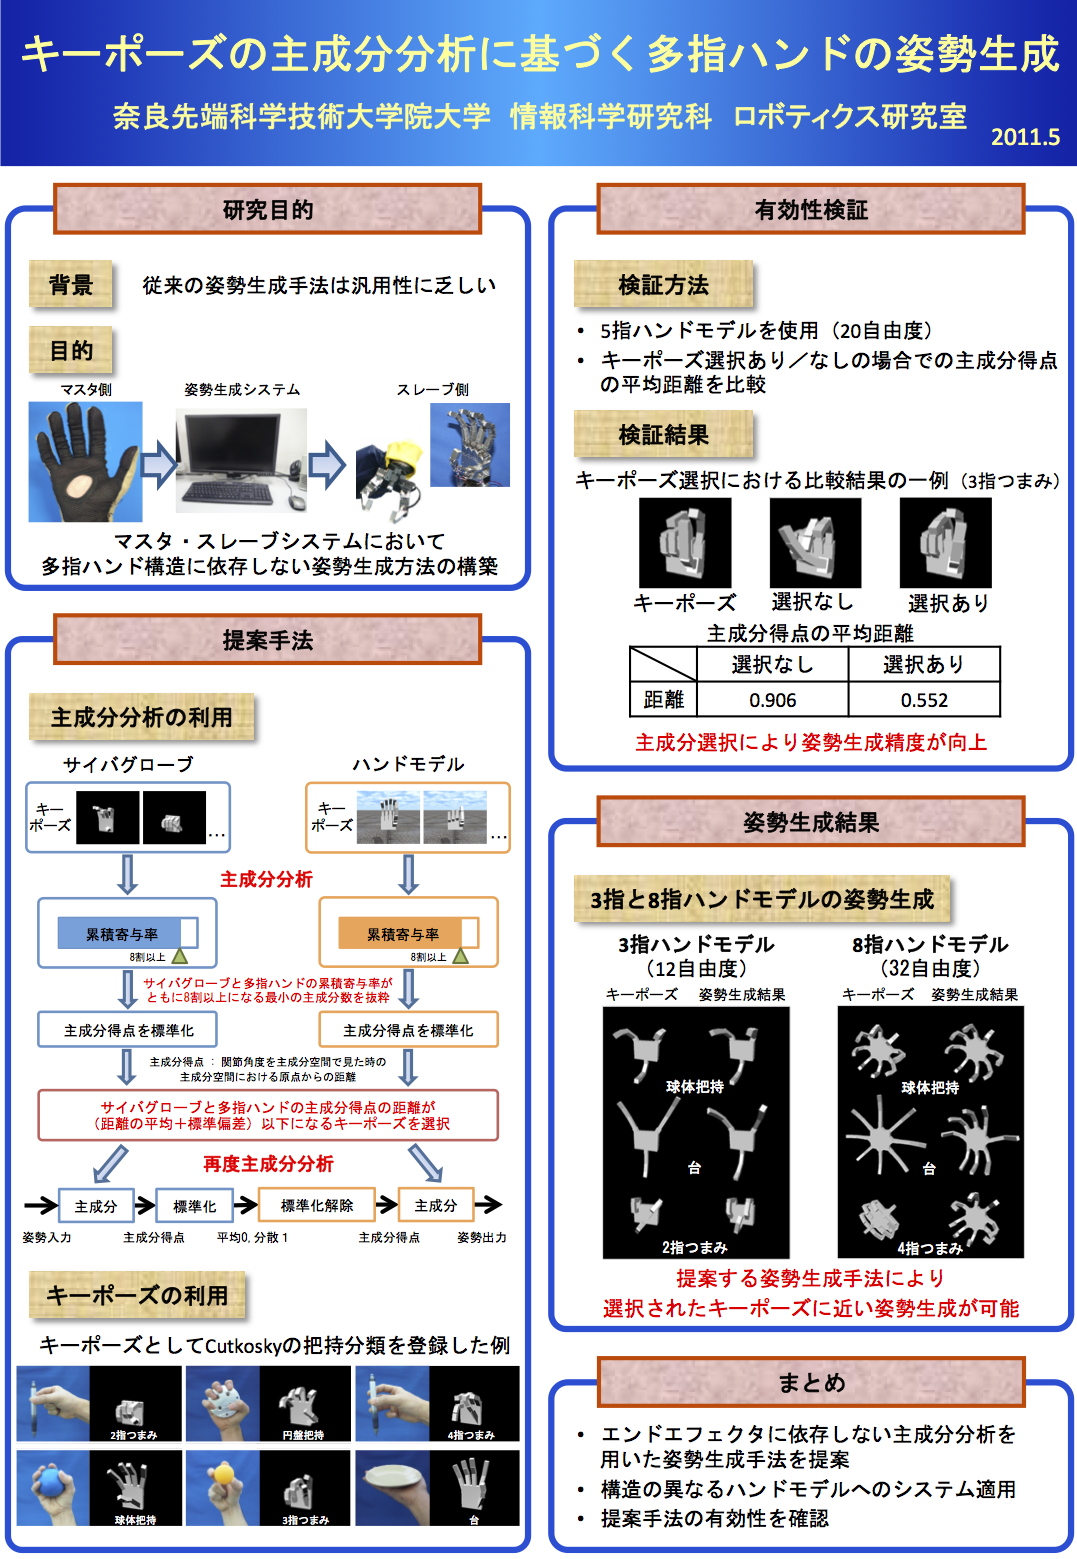 キーポーズの主成分分析に基づく多指ハンドの姿勢生成
奈良先端科学技術大学院大学 情報科学研究科 ロボティクス研究室
2011.5
研究目的
背景
従来の姿勢生成手法は汎用性に乏しい
目的
マスタ側
姿勢生成システム
スレーブ側
マスタ・スレーブシステムにおいて
多指ハンド構造に依存しない姿勢生成方法の構築
提案手法
主成分分析の利用
サイバグローブ
ハンドモデル
キー
ポーズ
…
キー
ポーズ
…
主成分分析
累積寄与率
8割以上
累積寄与率
8割以上
サイバグローブと多指ハンドの累積寄与率が
ともに8割以上になる最小の主成分数を抜粋
主成分得点を標準化
主成分得点を標準化
主成分得点 ： 関節角度を主成分空間で見た時の
主成分空間における原点からの距離
サイバグローブと多指ハンドの主成分得点の距離が
（距離の平均＋標準偏差）以下になるキーポーズを選択
再度主成分分析
主成分
標準化
標準化解除
主成分
姿勢入力
主成分得点
平均0，分散1
主成分得点
姿勢出力
キーポーズの利用
キーポーズとしてCutkoskyの把持分類を登録した例
2指つまみ
円盤把持
4指つまみ
球体把持
3指つまみ
台
有効性検証
検証方法
• 5指ハンドモデルを使用（20自由度）
• キーポーズ選択あり／なしの場合での主成分得点
の平均距離を比較
検証結果
キーポーズ選択における比較結果の一例（3指つまみ）
キーポーズ
選択なし
選択あり
主成分得点の平均距離
選択なし
選択あり
距離
0.906
0.552
主成分選択により姿勢生成精度が向上
姿勢生成結果
3指と8指ハンドモデルの姿勢生成
3指ハンドモデル
（12自由度）
8指ハンドモデル
（32自由度）
キーポーズ
姿勢生成結果
キーポーズ
姿勢生成結果
球体把持
球体把持
台
台
2指つまみ
4指つまみ
提案する姿勢生成手法により
選択されたキーポーズに近い姿勢生成が可能
まとめ
• エンドエフェクタに依存しない主成分分析を
用いた姿勢生成手法を提案
• 構造の異なるハンドモデルへのシステム適用
• 提案手法の有効性を確認